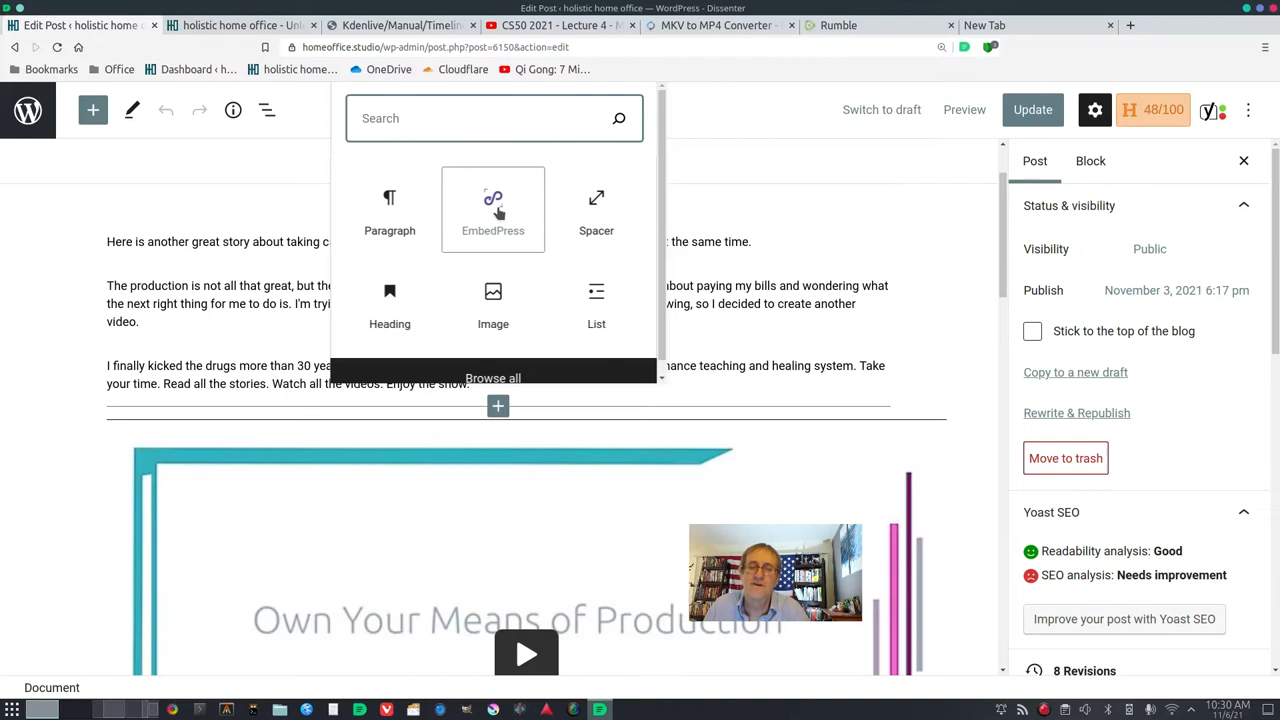 Edit Post ‹ holistic home office — WordPress - Dissenter
Edit Post ‹ holistic home off
holistic home office - Unl
Kdenlive/Manual/Timeline
CS50 2021 - Lecture 4 - M
MKV to MP4 Converter -
Rumble
New Tab
homeoffice.studio/wp-admin/post.php?post=6150&action=edit
Bookmarks
Office
Dashboard ‹ h...
holistic home...
OneDrive
Cloudflare
Qi Gong: 7 Mi...
Search
Switch to draft
Preview
Update
H 48/100
Paragraph
EmbedPress
Spacer
Heading
Image
List
Browse all
Here is another great story about taking c
t the same time.
The production is not all that great, but the
about paying my bills and wondering what
the next right thing for me to do is. I'm tryi
wing, so I decided to create another
video.
I finally kicked the drugs more than 30 yea
nance teaching and healing system. Take
your time. Read all the stories. Watch all the videos. Enjoy the show.
Own Your Means of Production
Post
Block
Status & visibility
Visibility
Public
Publish
November 3, 2021 6:17 pm
Stick to the top of the blog
Copy to a new draft
Rewrite & Republish
Move to trash
Yoast SEO
Readability analysis: Good
SEO analysis: Needs improvement
Improve your post with Yoast SEO
8 Revisions
Document
10:30 AM
11/6/21